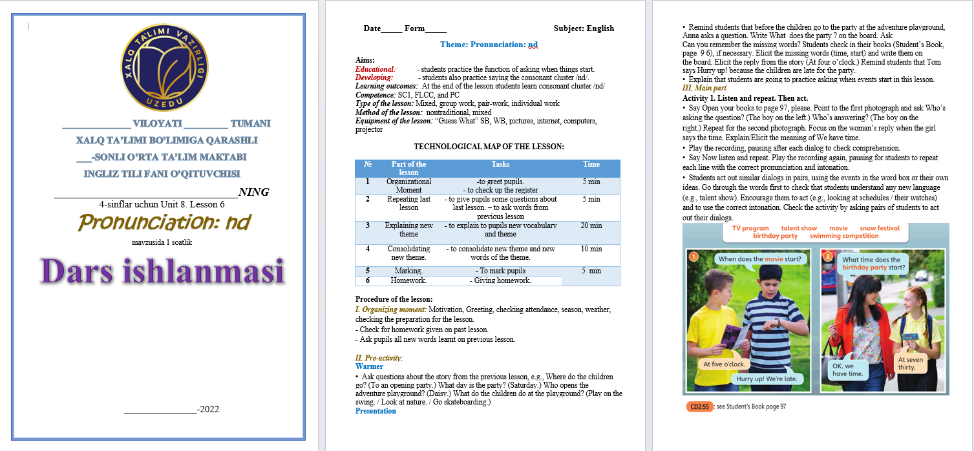 XALQ TA'LIMI VAZIRLIGI
UZEDU
____________ VILOYATI ________ TUMANI
XALQ TA'LIMI BO'LIMIGA QARASHLI
___-SONLI O'RTA TA'LIM MAKTABI
INGLIZ TILI FANI O'QITUVCHISI
________________________________NING
4-sinflar uchun Unit 8. Lesson 6
Pronunciation: nd
mavzusida 1 soatlik
Dars ishlanmasi
_______________-2022
Date_____ Form_____ Subject: English
Theme: Pronunciation: nd
Aims:
Educational: - students practice the function of asking when things start.
Developing: - students also practice saying the consonant cluster /nd/.
Learning outcomes: At the end of the lesson students learn consonant cluster /nd/
Competence: SC1, FLCC, and PC
Type of the lesson: Mixed, group work, pair-work, individual work
Method of the lesson: nontraditional, mixed
Equipment of the lesson: "Guess What" SB, WB, pictures, internet, computers,
projector
TECHNOLOGICAL MAP OF THE LESSON:
№ Part of the lesson Tasks Time
1 Organizational Moment -to greet pupils. - to check up the register 5 min
2 Repeating last lesson - to give pupils some questions about last lesson. – to ask words from previous lesson 5 min
3 Explaining new theme - to explain to pupils new vocabulary and theme 20 min
4 Consolidating new theme. - to consolidate new theme and new words of the theme. 10 min
5 Marking. - To mark pupils 5 min
6 Homework. - Giving homework.
Procedure of the lesson:
I. Organizing moment: Motivation, Greeting, checking attendance, season, weather,
checking the preparation for the lesson.
- Check for homework given on past lesson.
- Ask pupils all new words learnt on previous lesson.
II. Pre-activity:
Warmer
• Ask questions about the story from the previous lesson, e.g., Where do the children
go? (To an opening party.) What day is the party? (Saturday.) Who opens the
adventure playground? (Daisy.) What do the children do at the playground? (Play on the
swing. / Look at nature. / Go skateboarding.)
Presentation
• Remind students that before the children go to the party at the adventure playground,
Anna asks a question. Write What does the party ? on the board. Ask
Can you remember the missing words? Students check in their books (Student's Book,
page 9 6), if necessary. Elicit the missing words (time, start) and write them on
the board. Elicit the reply from the story (At four o'clock.) Remind students that Tom
says Hurry up! because the children are late for the party.
• Explain that students are going to practice asking when events start in this lesson.
III. Main part
Activity 1. Listen and repeat. Then act.
• Say Open your books to page 97, please. Point to the first photograph and ask Who's
asking the question? (The boy on the left.) Who's answering? (The boy on the
right.) Repeat for the second photograph. Focus on the woman's reply when the girl
says the time. Explain/Elicit the meaning of We have time.
• Play the recording, pausing after each dialog to check comprehension.
• Say Now listen and repeat. Play the recording again, pausing for students to repeat
each line with the correct pronunciation and intonation.
• Students act out similar dialogs in pairs, using the events in the word box or their own
ideas. Go through the words first to check that students understand any new language
(e.g., talent show). Encourage them to act (e.g., looking at schedules / their watches)
and to use the correct intonation. Check the activity by asking pairs of students to act
out their dialogs.
TV program talent show movie snow festival
birthday party swimming competition
1 When does the movie start?
At five o'clock.
Hurry up! We're late.
2 What time does the
birthday party start?
OK, we
have time.
At seven
thirty.
CD2:55 : see Student's Book page 97